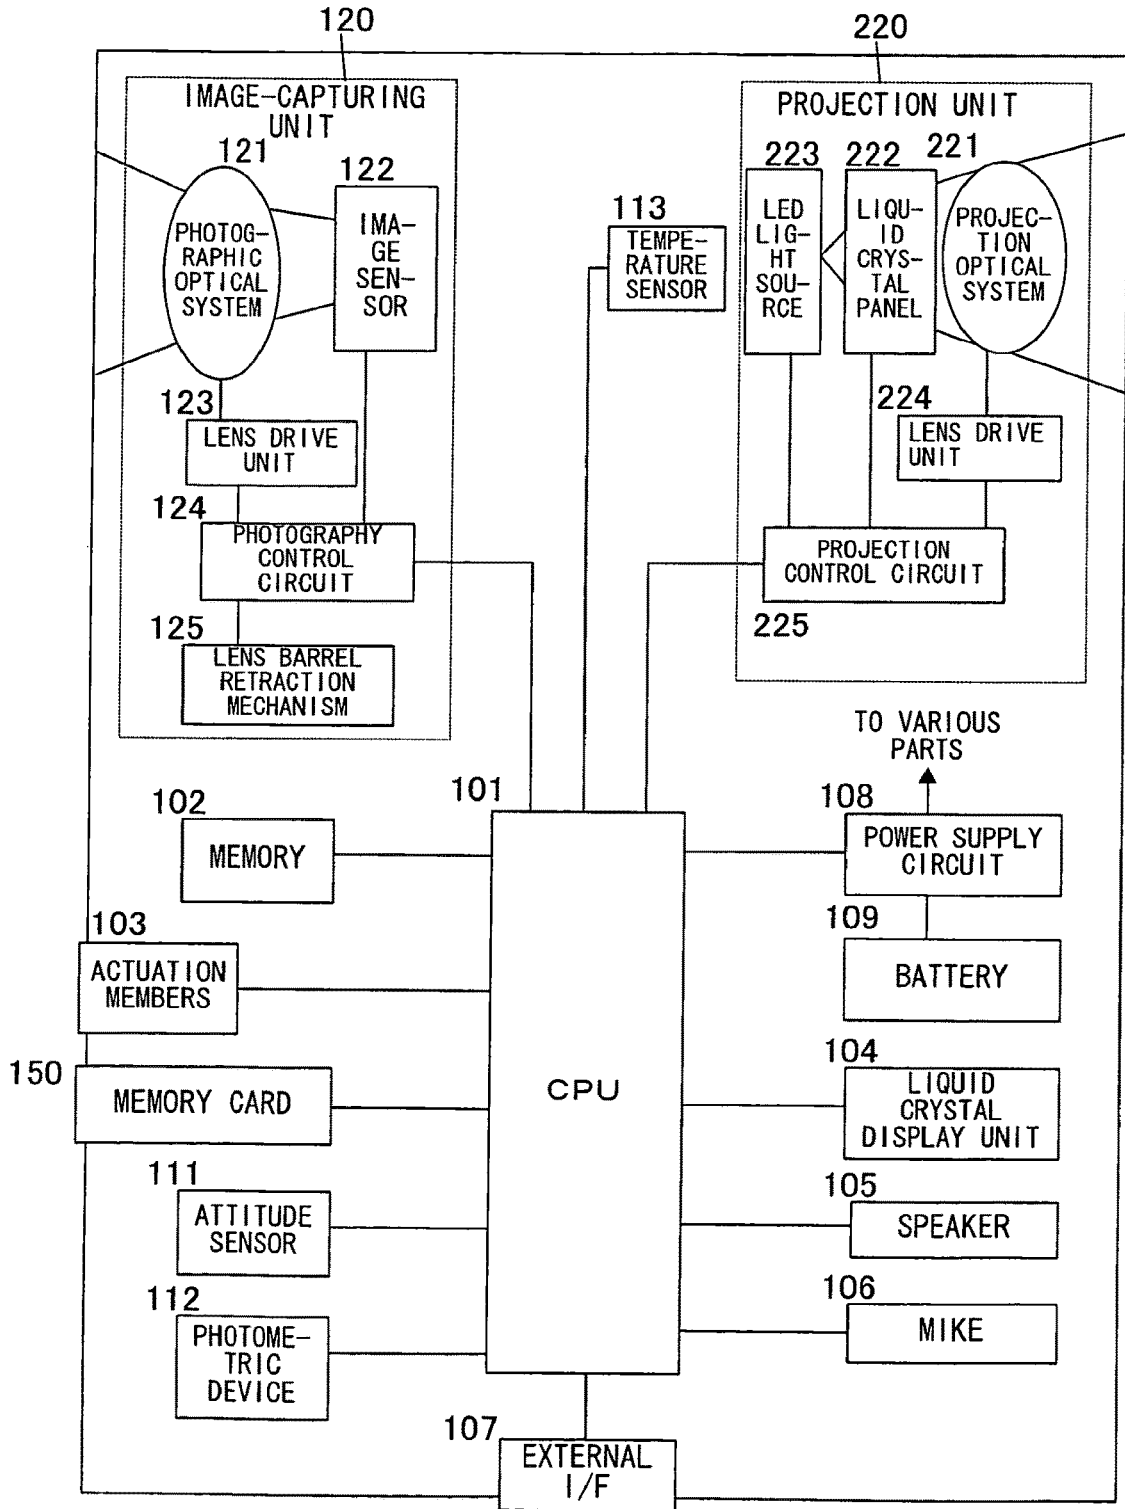 120
220
IMAGE-CAPTURING
UNIT
121
122
PHOTOG-
RAPHIC
OPTICAL
SYSTEM
IMA-
GE
SEN-
SOR
123
LENS DRIVE
UNIT
124
PHOTOGRAPHY
CONTROL
CIRCUIT
125
LENS BARREL
RETRACTION
MECHANISM
113
TEMPE-
RATURE
SENSOR
PROJECTION UNIT
223
222
221
LED
LIG-
HT
SOU-
RCE
LIQU-
ID
CRYS-
TAL
PANEL
PROJEC-
TION
OPTICAL
SYSTEM
224
LENS DRIVE
UNIT
PROJECTION
CONTROL CIRCUIT
225
TO VARIOUS
PARTS
101
102
MEMORY
108
POWER SUPPLY
CIRCUIT
103
ACTUATION
MEMBERS
109
BATTERY
150
MEMORY CARD
CPU
104
LIQUID
CRYSTAL
DISPLAY UNIT
111
ATTITUDE
SENSOR
105
SPEAKER
112
PHOTOME-
TRIC
DEVICE
106
MIKE
107
EXTERNAL
I/F